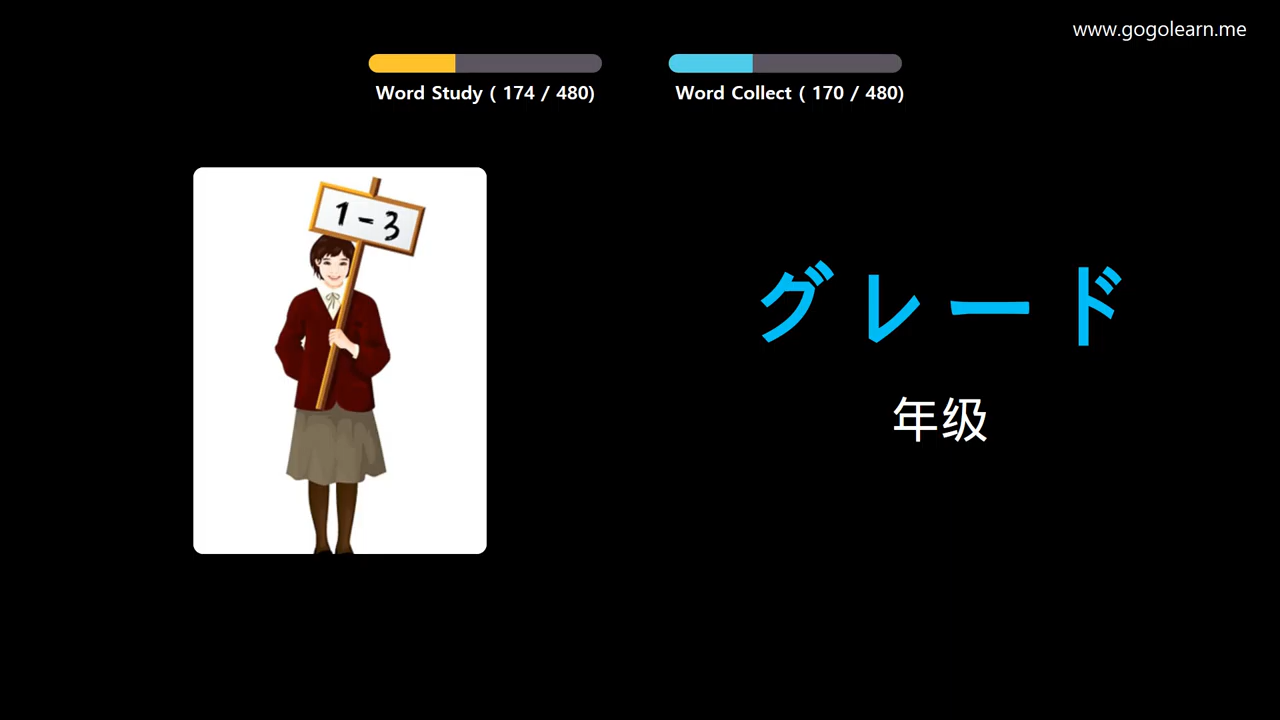 www.gogolearn.me
Word Study ( 174 / 480)
Word Collect ( 170 / 480)
1-3
グレード
年级